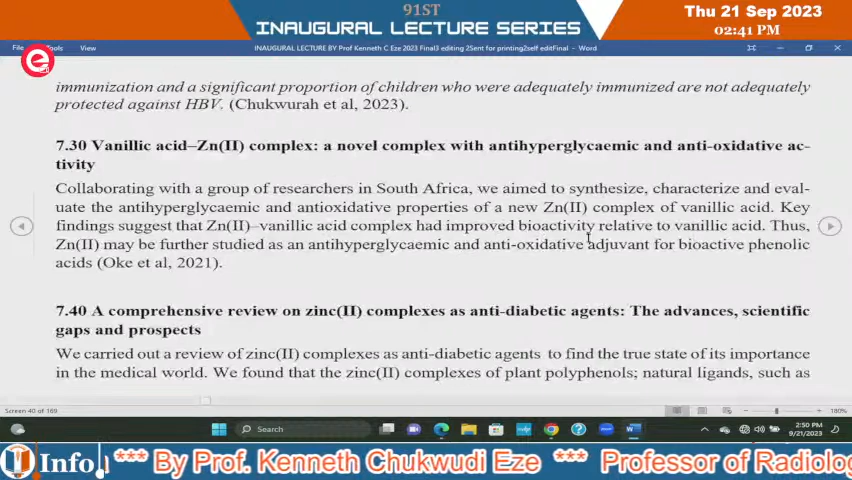 91ST
INAUGURAL LECTURE SERIES
Thu 21 Sep 2023
02:41 PM
File Tools View
INAUGURAL LECTURE BY Prof Kenneth C Eze 2023 Final3 editing 2Sent for printing2self editFinal - Word
immunization and a significant proportion of children who were adequately immunized are not adequately
protected against HBV. (Chukwurah et al, 2023).
7.30 Vanillic acid–Zn(II) complex: a novel complex with antihyperglycaemic and anti-oxidative ac-
tivity
Collaborating with a group of researchers in South Africa, we aimed to synthesize, characterize and eval-
uate the antihyperglycaemic and antioxidative properties of a new Zn(II) complex of vanillic acid. Key
findings suggest that Zn(II)–vanillic acid complex had improved bioactivity relative to vanillic acid. Thus,
Zn(II) may be further studied as an antihyperglycaemic and anti-oxidative adjuvant for bioactive phenolic
acids (Oke et al, 2021).
7.40 A comprehensive review on zinc(II) complexes as anti-diabetic agents: The advances, scientific
gaps and prospects
We carried out a review of zinc(II) complexes as anti-diabetic agents to find the true state of its importance
in the medical world. We found that the zinc(II) complexes of plant polyphenols; natural ligands, such as
Screen 40 of 169
180%
Search
2:50 PM
9/21/2023
Info. *** By Prof. Kenneth Chukwudi Eze *** Professor of Radiolog